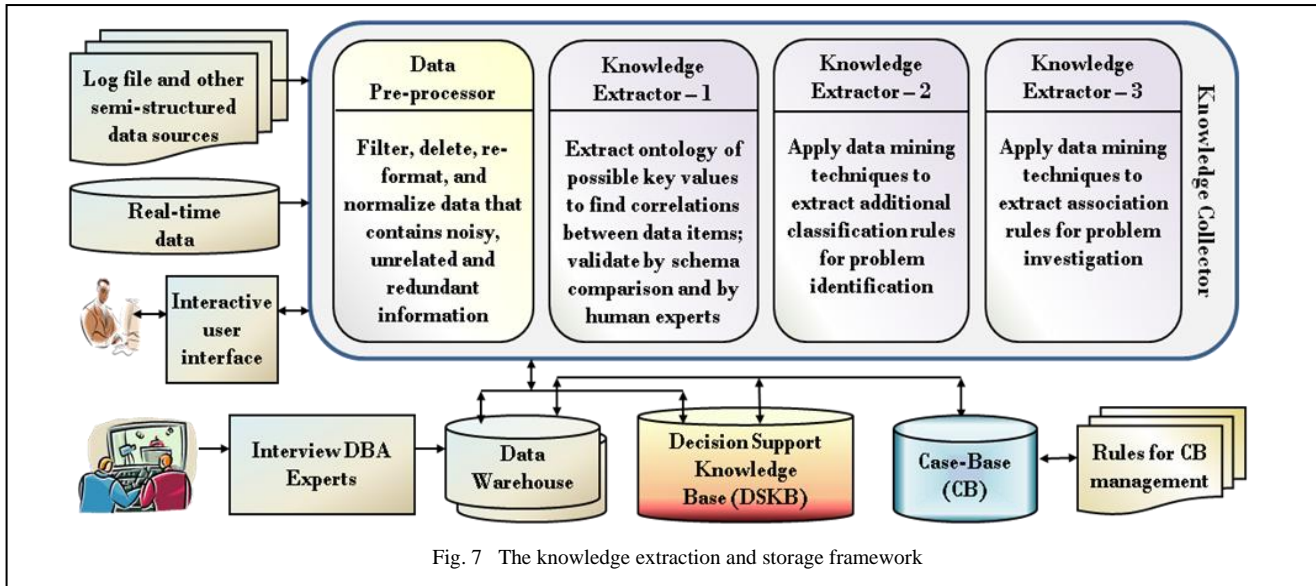 Log file and other
semi-structured
data sources
Real-time
data
Interactive
user
interface
Data
Pre-processor
Filter, delete, re-
format, and
normalize data that
contains noisy,
unrelated and
redundant
information
Knowledge
Extractor – 1
Extract ontology of
possible key values
to find correlations
between data items;
validate by schema
comparison and by
human experts
Knowledge
Extractor – 2
Apply data mining
techniques to
extract additional
classification rules
for problem
identification
Knowledge
Extractor – 3
Apply data mining
techniques to
extract association
rules for problem
investigation
Knowledge Collector
Interview DBA
Experts
Data
Warehouse
Decision Support
Knowledge
Base (DSKB)
Case-Base
(CB)
Rules for CB
management
Fig. 7 The knowledge extraction and storage framework